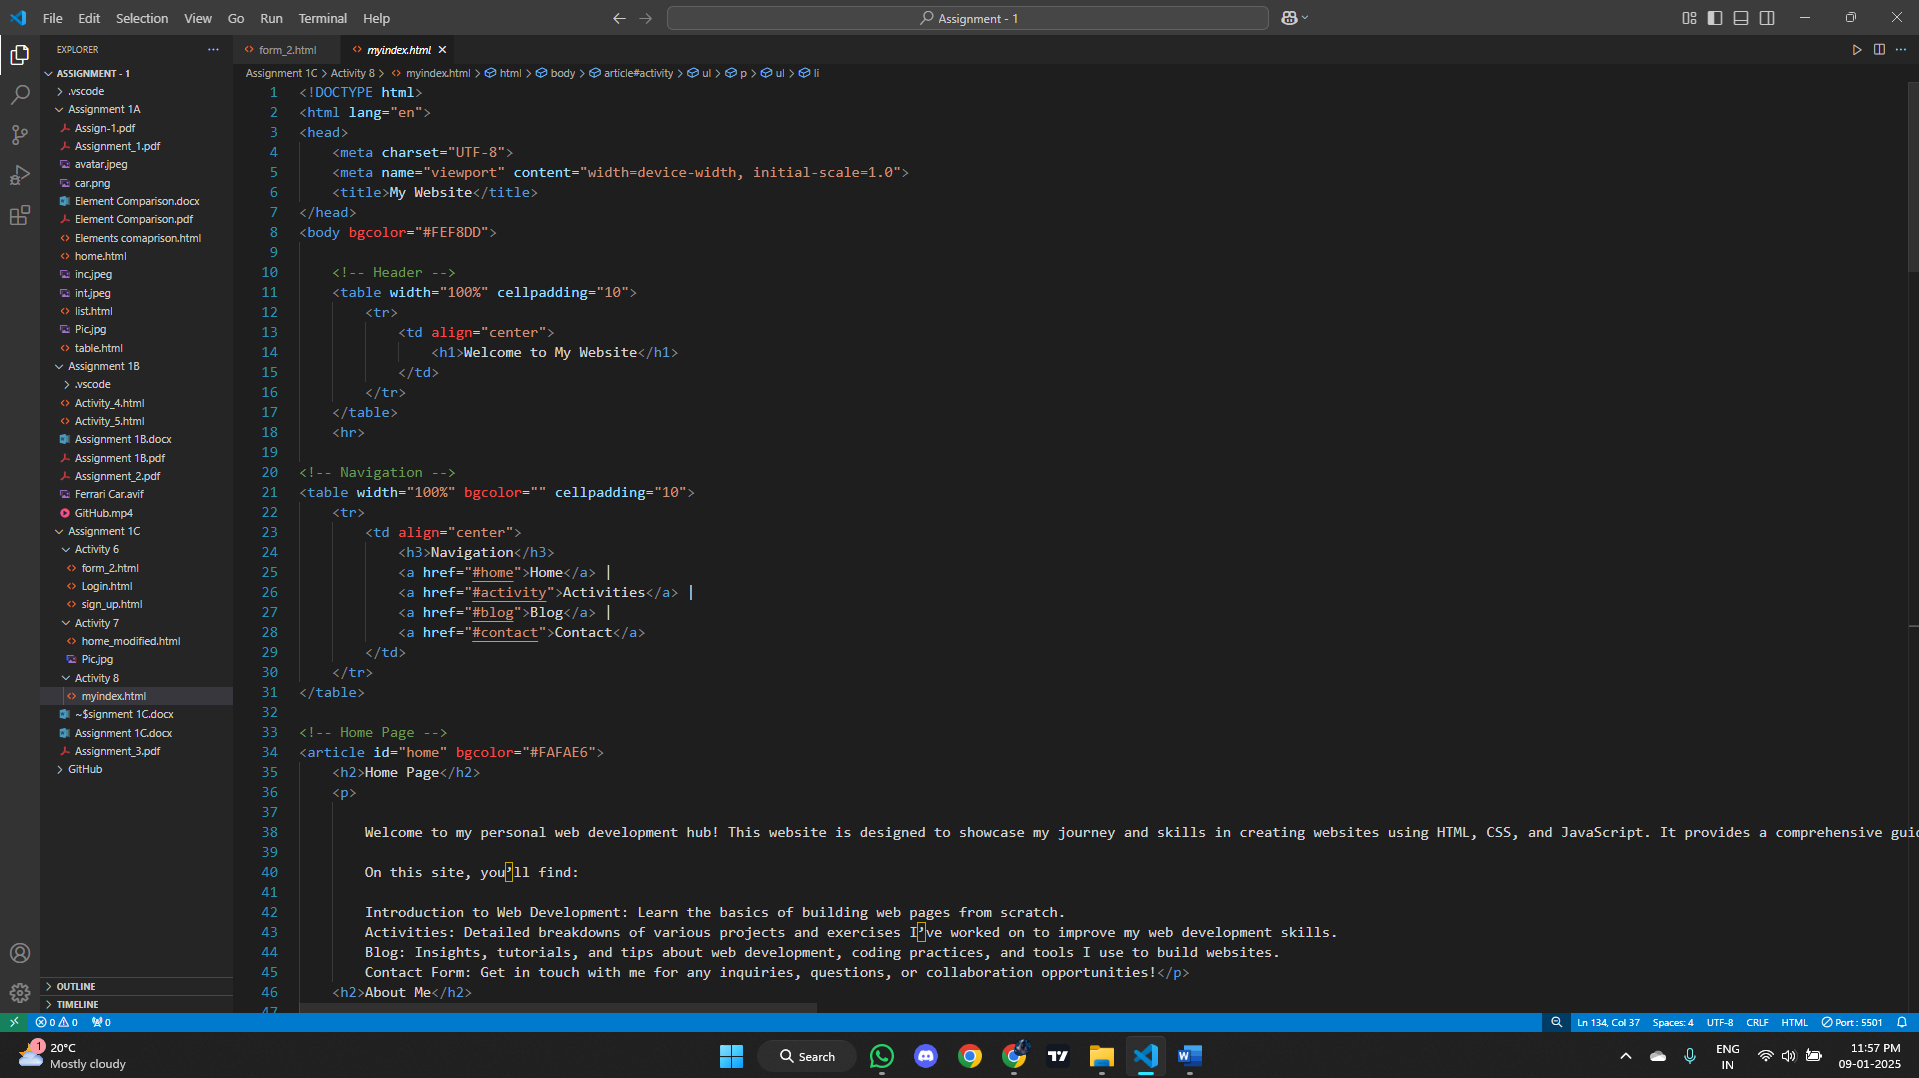 File Edit Selection View Go Run Terminal Help
Assignment - 1
EXPLORER
form_2.html
myindex.html
ASSIGNMENT - 1
.vscode
Assignment 1A
Assign-1.pdf
Assignment_1.pdf
avatar.jpeg
car.png
Element Comparison.docx
Element Comparison.pdf
Elements comaprison.html
home.html
inc.jpeg
int.jpeg
list.html
Pic.jpg
table.html
Assignment 1B
.vscode
Activity_4.html
Activity_5.html
Assignment 1B.docx
Assignment 1B.pdf
Assignment_2.pdf
Ferrari Car.avif
GitHub.mp4
Assignment 1C
Activity 6
form_2.html
Login.html
sign_up.html
Activity 7
home_modified.html
Pic.jpg
Activity 8
myindex.html
~$signment 1C.docx
Assignment 1C.docx
Assignment_3.pdf
GitHub
OUTLINE
TIMELINE
Assignment 1C > Activity 8 > myindex.html > html > body > article#activity > ul > p > ul > li
1 <!DOCTYPE html>
2 <html lang="en">
3 <head>
4 <meta charset="UTF-8">
5 <meta name="viewport" content="width=device-width, initial-scale=1.0">
6 <title>My Website</title>
7 </head>
8 <body bgcolor="#FEF8DD">
9
10 <!-- Header -->
11 <table width="100%" cellpadding="10">
12 <tr>
13 <td align="center">
14 <h1>Welcome to My Website</h1>
15 </td>
16 </tr>
17 </table>
18 <hr>
19
20 <!-- Navigation -->
21 <table width="100%" bgcolor="" cellpadding="10">
22 <tr>
23 <td align="center">
24 <h3>Navigation</h3>
25 <a href="#home">Home</a> |
26 <a href="#activity">Activities</a> |
27 <a href="#blog">Blog</a> |
28 <a href="#contact">Contact</a>
29 </td>
30 </tr>
31 </table>
32
33 <!-- Home Page -->
34 <article id="home" bgcolor="#FAFAE6">
35 <h2>Home Page</h2>
36 <p>
37
38 Welcome to my personal web development hub! This website is designed to showcase my journey and skills in creating websites using HTML, CSS, and JavaScript. It provides a comprehensive gui
39
40 On this site, you’ll find:
41
42 Introduction to Web Development: Learn the basics of building web pages from scratch.
43 Activities: Detailed breakdowns of various projects and exercises I’ve worked on to improve my web development skills.
44 Blog: Insights, tutorials, and tips about web development, coding practices, and tools I use to build websites.
45 Contact Form: Get in touch with me for any inquiries, questions, or collaboration opportunities!</p>
46 <h2>About Me</h2>
47
0 0 0
Ln 134, Col 37 Spaces: 4 UTF-8 CRLF HTML Port : 5501
1
20°C
Mostly cloudy
Search
ENG
IN
11:57 PM
09-01-2025